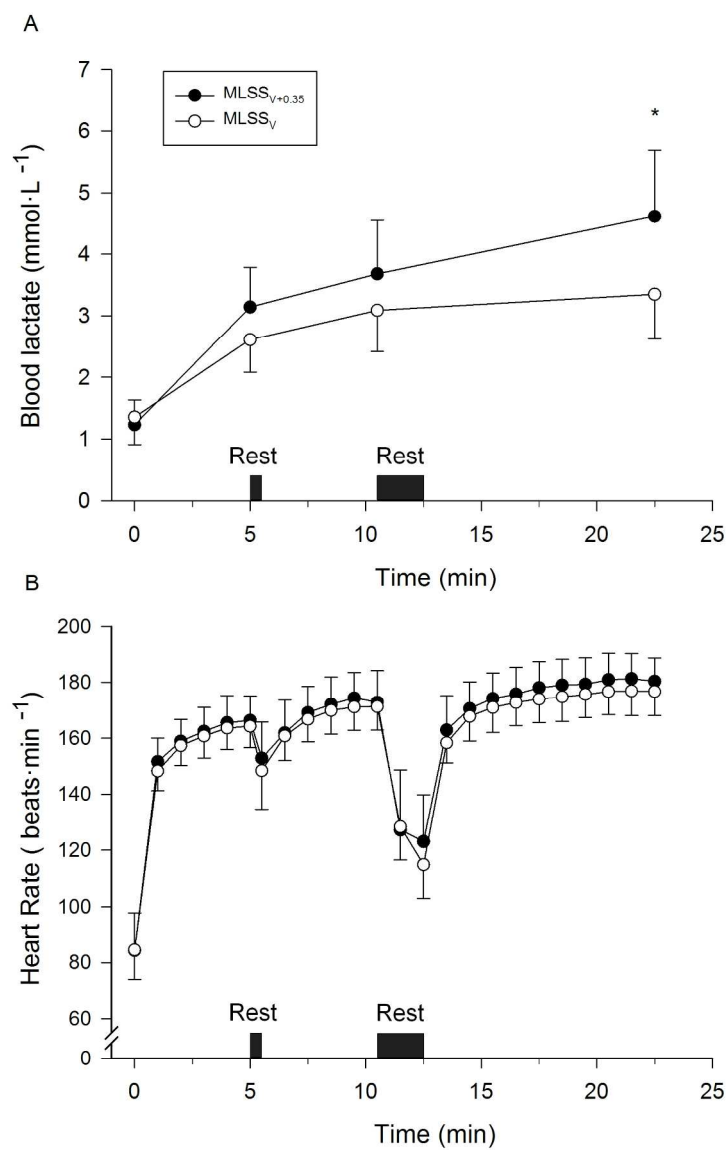 A
7
6
5
4
3
2
1
0
Blood lactate (mmol·L⁻¹)
MLSSV+0.35
MLSSV
*
Rest Rest
0 5 10 15 20 25
Time (min)
B
200
180
160
140
120
100
80
60
0
Heart Rate ( beats·min⁻¹)
Rest Rest
0 5 10 15 20 25
Time (min)